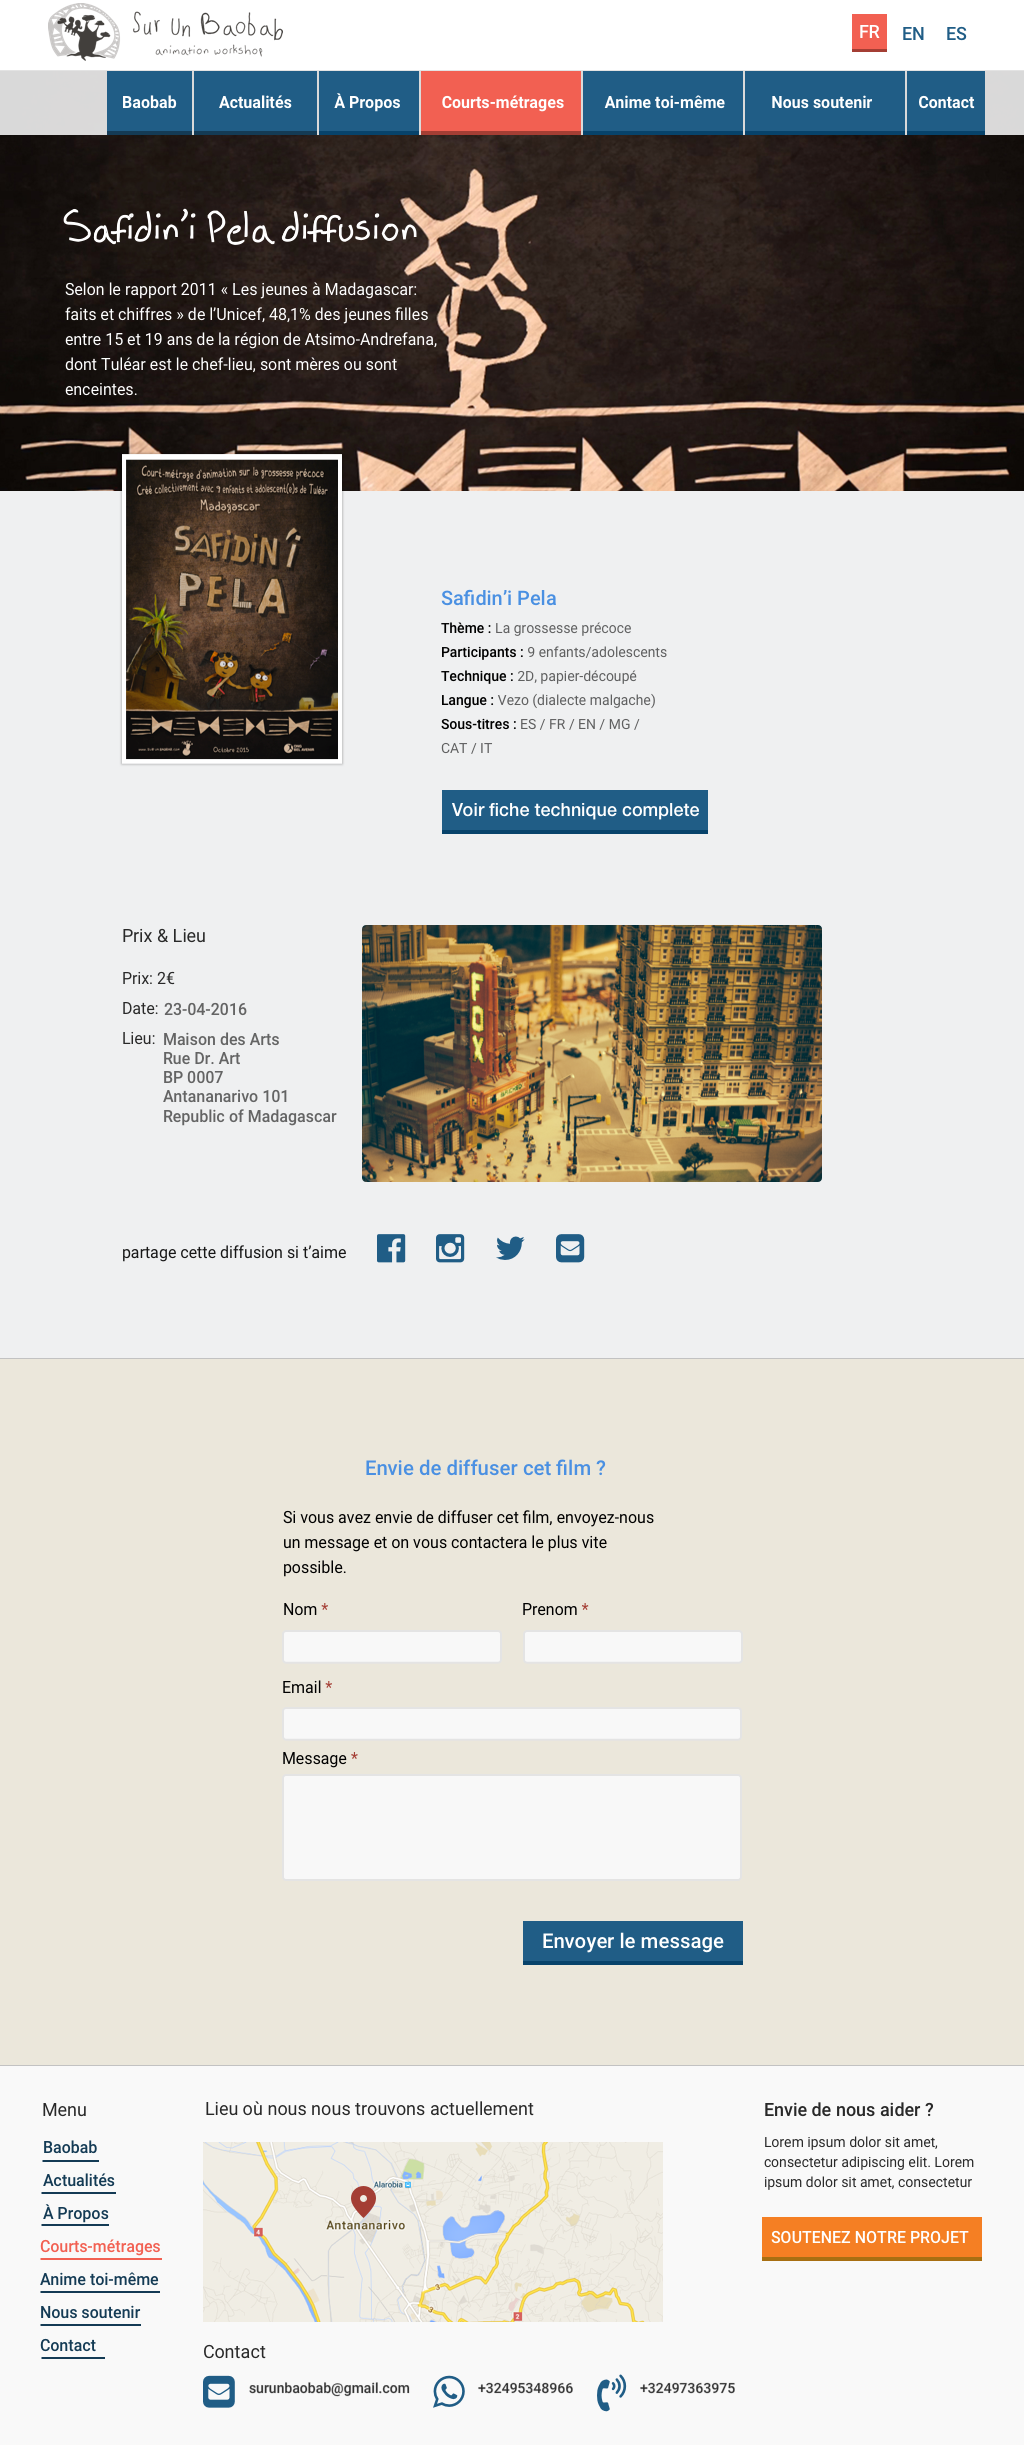 Sur Un Baobab
animation workshop
FR EN ES
Baobab Actualités À Propos Courts-métrages Anime toi-même Nous soutenir Contact
Safidin'i Pela diffusion
Selon le rapport 2011 « Les jeunes à Madagascar:
faits et chiffres » de l'Unicef, 48,1% des jeunes filles
entre 15 et 19 ans de la région de Atsimo-Andrefana,
dont Tuléar est le chef-lieu, sont mères ou sont
enceintes.
Court-métrage d'animation sur la grossesse précoce
Créé collectivement avec 9 enfants et adolescent(e)s de Tuléar
Madagascar
SAFIDIN'i
PELA
Octobre 2015
Safidin'i Pela
Thème : La grossesse précoce
Participants : 9 enfants/adolescents
Technique : 2D, papier-découpé
Langue : Vezo (dialecte malgache)
Sous-titres : ES / FR / EN / MG /
CAT / IT
Voir fiche technique complete
Prix & Lieu
Prix: 2€
Date: 23-04-2016
Lieu: Maison des Arts
Rue Dr. Art
BP 0007
Antananarivo 101
Republic of Madagascar
FOX
partage cette diffusion si t'aime
Envie de diffuser cet film ?
Si vous avez envie de diffuser cet film, envoyez-nous
un message et on vous contactera le plus vite
possible.
Nom * Prenom *
Email *
Message *
Envoyer le message
Menu
Baobab
Actualités
À Propos
Courts-métrages
Anime toi-même
Nous soutenir
Contact
Lieu où nous nous trouvons actuellement
Alarobia
Antananarivo
4
3
7
2
Contact
surunbaobab@gmail.com +32495348966 +32497363975
Envie de nous aider ?
Lorem ipsum dolor sit amet,
consectetur adipiscing elit. Lorem
ipsum dolor sit amet, consectetur
SOUTENEZ NOTRE PROJET